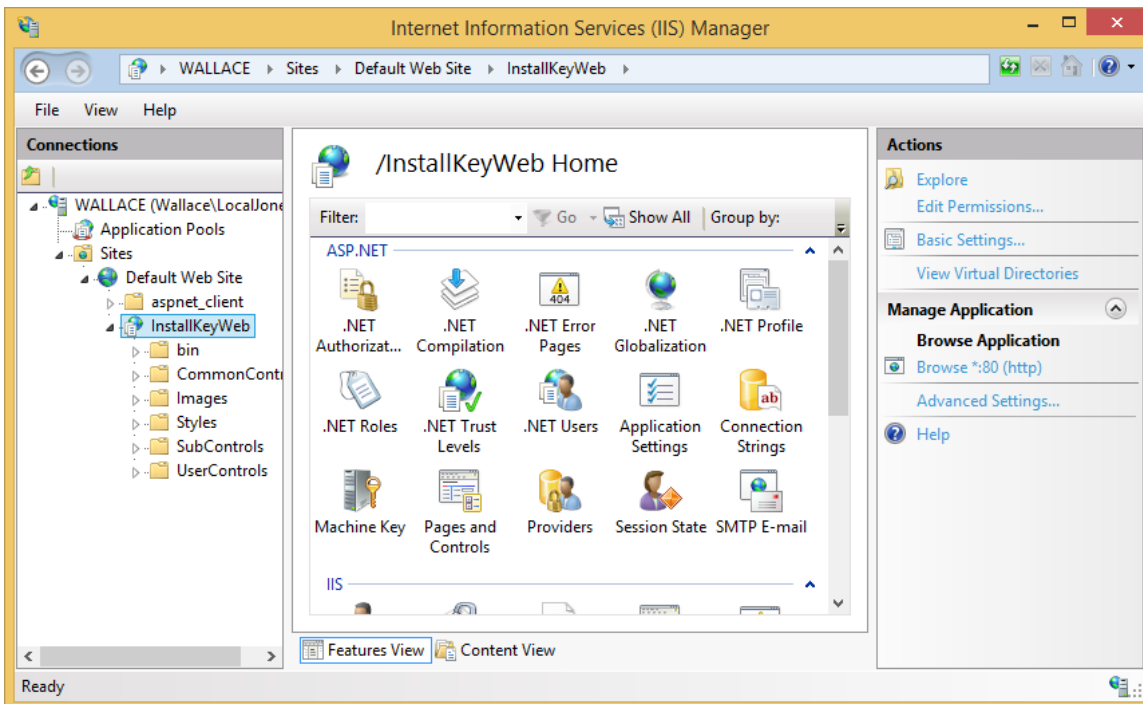 Internet Information Services (IIS) Manager
WALLACE Sites Default Web Site InstallKeyWeb
File View Help
Connections
WALLACE (Wallace\LocalJone
Application Pools
Sites
Default Web Site
aspnet_client
InstallKeyWeb
bin
CommonContr
Images
Styles
SubControls
UserControls
/InstallKeyWeb Home
Filter: Go Show All Group by:
ASP.NET
.NET Authorizat...
.NET Compilation
404
.NET Error Pages
.NET Globalization
.NET Profile
.NET Roles
.NET Trust Levels
.NET Users
Application Settings
ab
Connection Strings
Machine Key
Pages and Controls
Providers
Session State
SMTP E-mail
IIS
Features View
Content View
Actions
Explore
Edit Permissions...
Basic Settings...
View Virtual Directories
Manage Application
Browse Application
Browse *:80 (http)
Advanced Settings...
Help
Ready